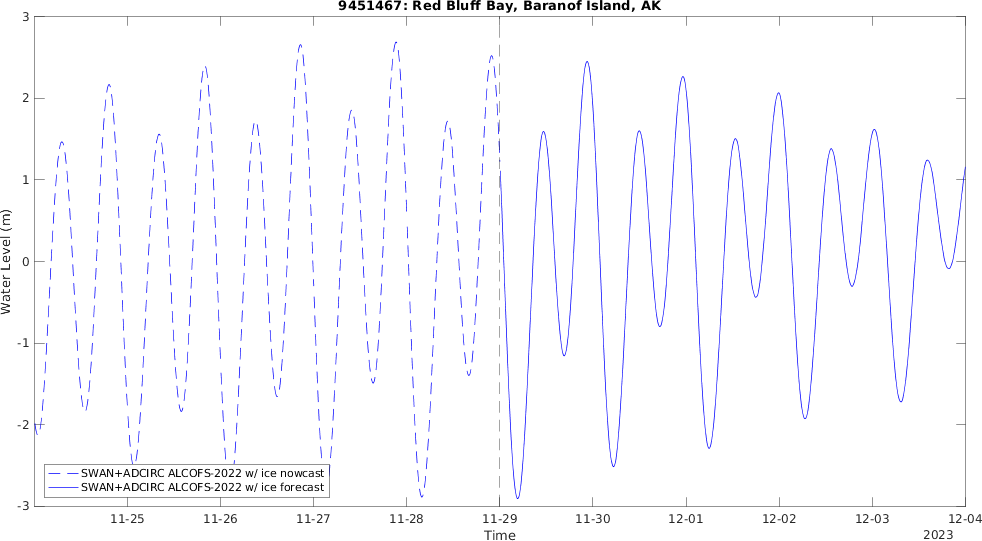 9451467: Red Bluff Bay, Baranof Island, AK
3
2
1
0
-1
-2
-3
Water Level (m)
SWAN+ADCIRC ALCOFS-2022 w/ ice nowcast
SWAN+ADCIRC ALCOFS-2022 w/ ice forecast
11-25 11-26 11-27 11-28 11-29 11-30 12-01 12-02 12-03 12-04
Time
2023